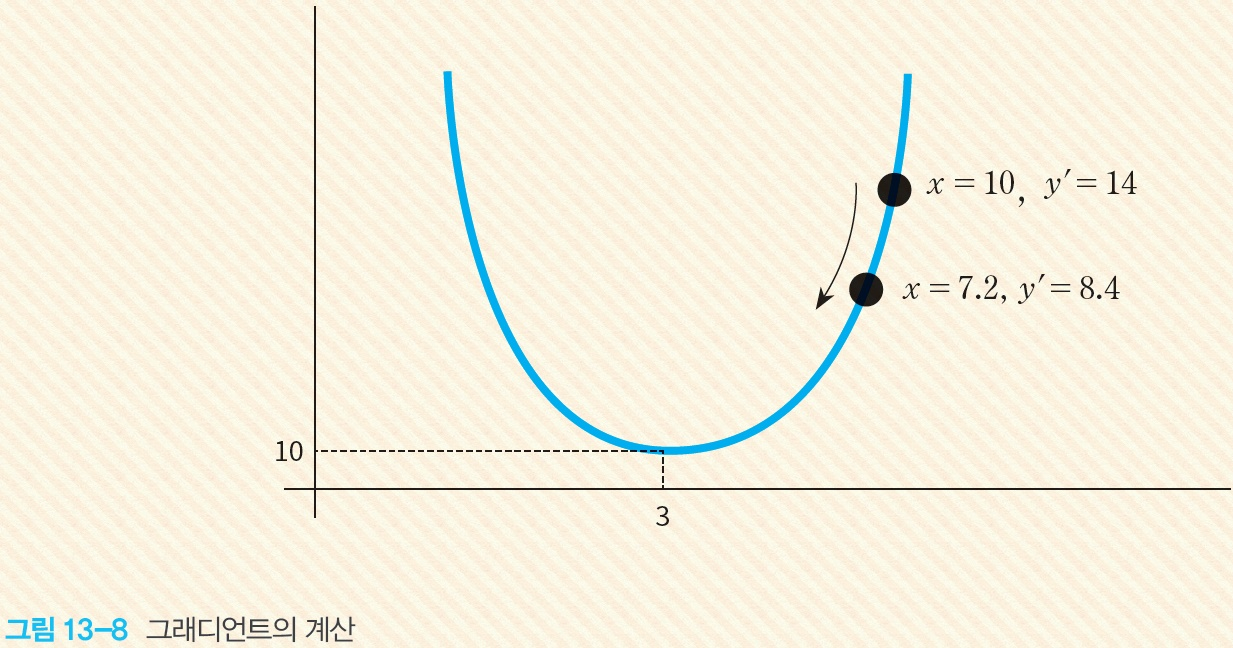 x = 10, y′ = 14
x = 7.2, y′ = 8.4
10
3
그림 13-8 그래디언트의 계산